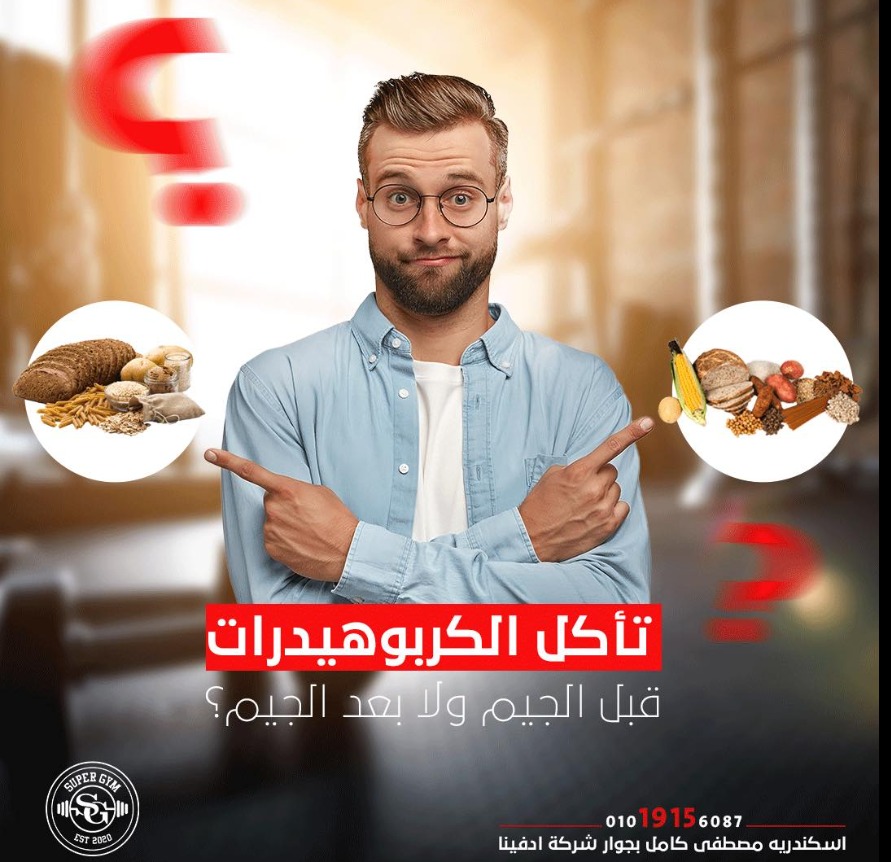 ؟
؟
تأكل الكربوهيدرات
قبل الجيم ولا بعد الجيم؟
SUPER GYM
SG
EST 2020
010 1915 6087
اسكندريه مصطفى كامل بجوار شركة ادفينا